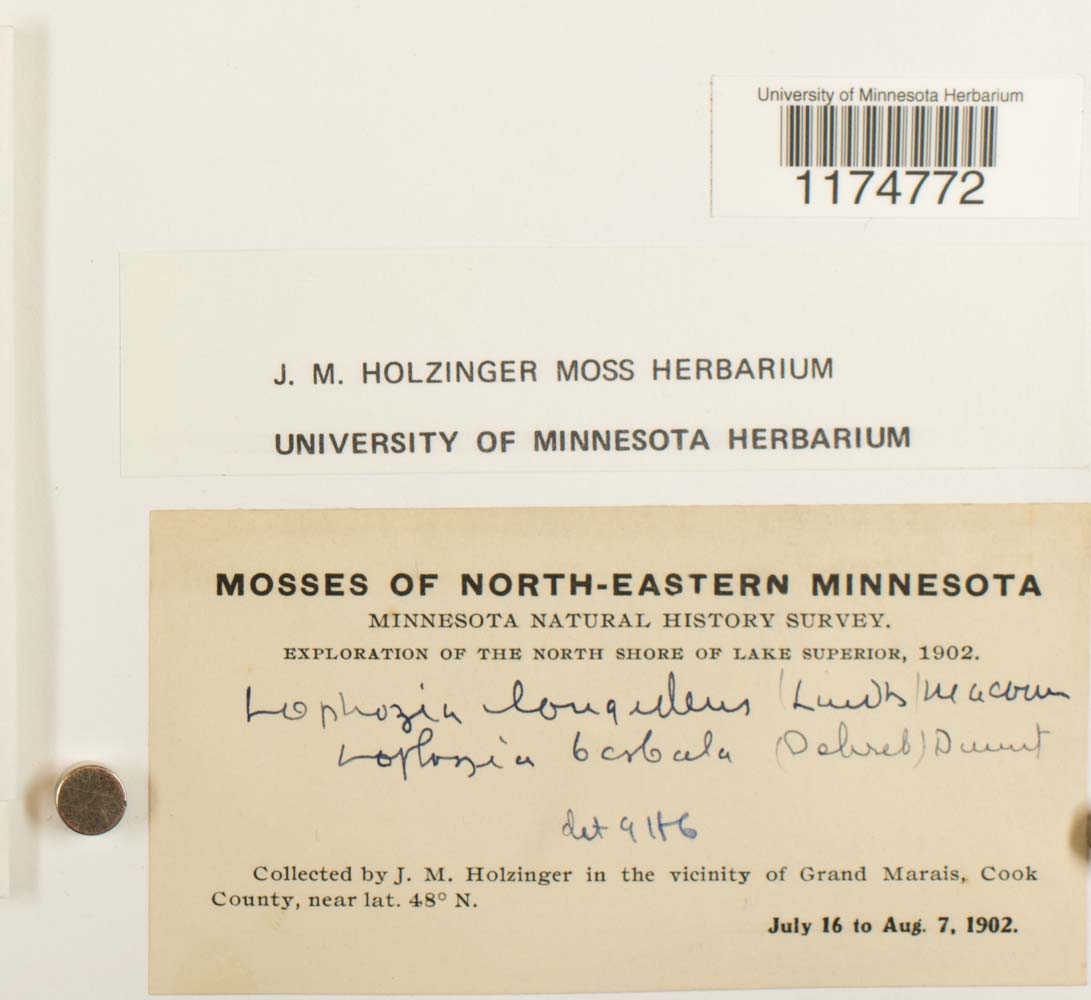 University of Minnesota Herbarium
1174772
J. M. HOLZINGER MOSS HERBARIUM
UNIVERSITY OF MINNESOTA HERBARIUM
MOSSES OF NORTH-EASTERN MINNESOTA
MINNESOTA NATURAL HISTORY SURVEY.
EXPLORATION OF THE NORTH SHORE OF LAKE SUPERIOR, 1902.
Lophozia longidens (Lindb) Macoun
Lophozia barbata
det
Collected by J. M. Holzinger in the vicinity of Grand Marais, Cook
County, near lat. 48° N.
July 16 to Aug. 7, 1902.